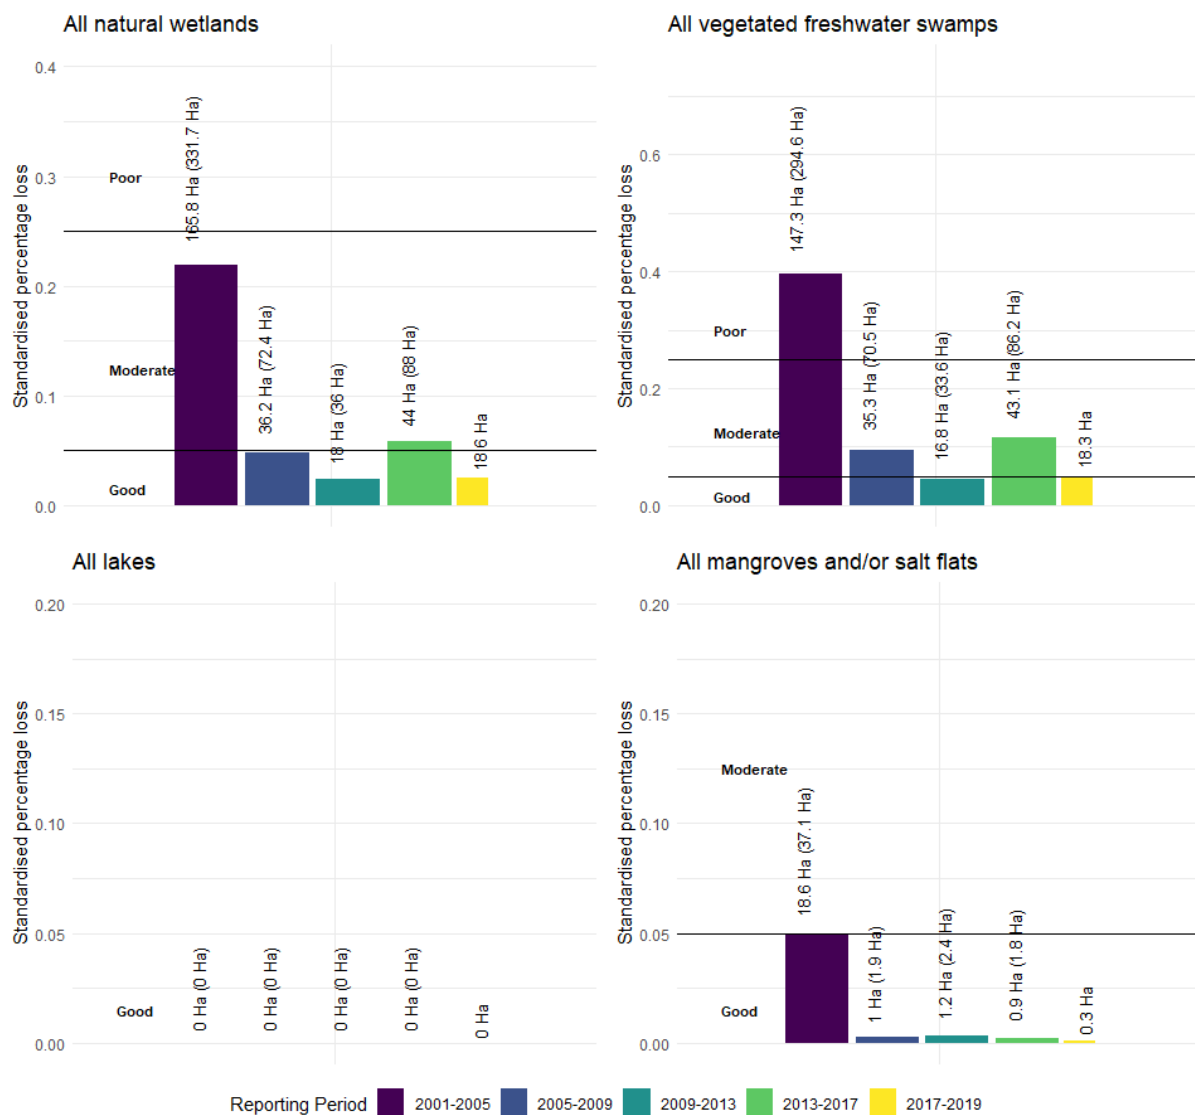 All natural wetlands
Standardised percentage loss
0.4
0.3
0.2
0.1
0.0
Poor
Moderate
Good
165.8 Ha (331.7 Ha)
36.2 Ha (72.4 Ha)
18 Ha (36 Ha)
44 Ha (88 Ha)
18.6 Ha
All vegetated freshwater swamps
Standardised percentage loss
0.6
0.4
0.2
0.0
Poor
Moderate
Good
147.3 Ha (294.6 Ha)
35.3 Ha (70.5 Ha)
16.8 Ha (33.6 Ha)
43.1 Ha (86.2 Ha)
18.3 Ha
All lakes
Standardised percentage loss
0.20
0.15
0.10
0.05
0.00
Good
0 Ha (0 Ha)
0 Ha (0 Ha)
0 Ha (0 Ha)
0 Ha (0 Ha)
0 Ha
All mangroves and/or salt flats
Standardised percentage loss
0.20
0.15
0.10
0.05
0.00
Moderate
Good
18.6 Ha (37.1 Ha)
1 Ha (1.9 Ha)
1.2 Ha (2.4 Ha)
0.9 Ha (1.8 Ha)
0.3 Ha
Reporting Period 2001-2005 2005-2009 2009-2013 2013-2017 2017-2019